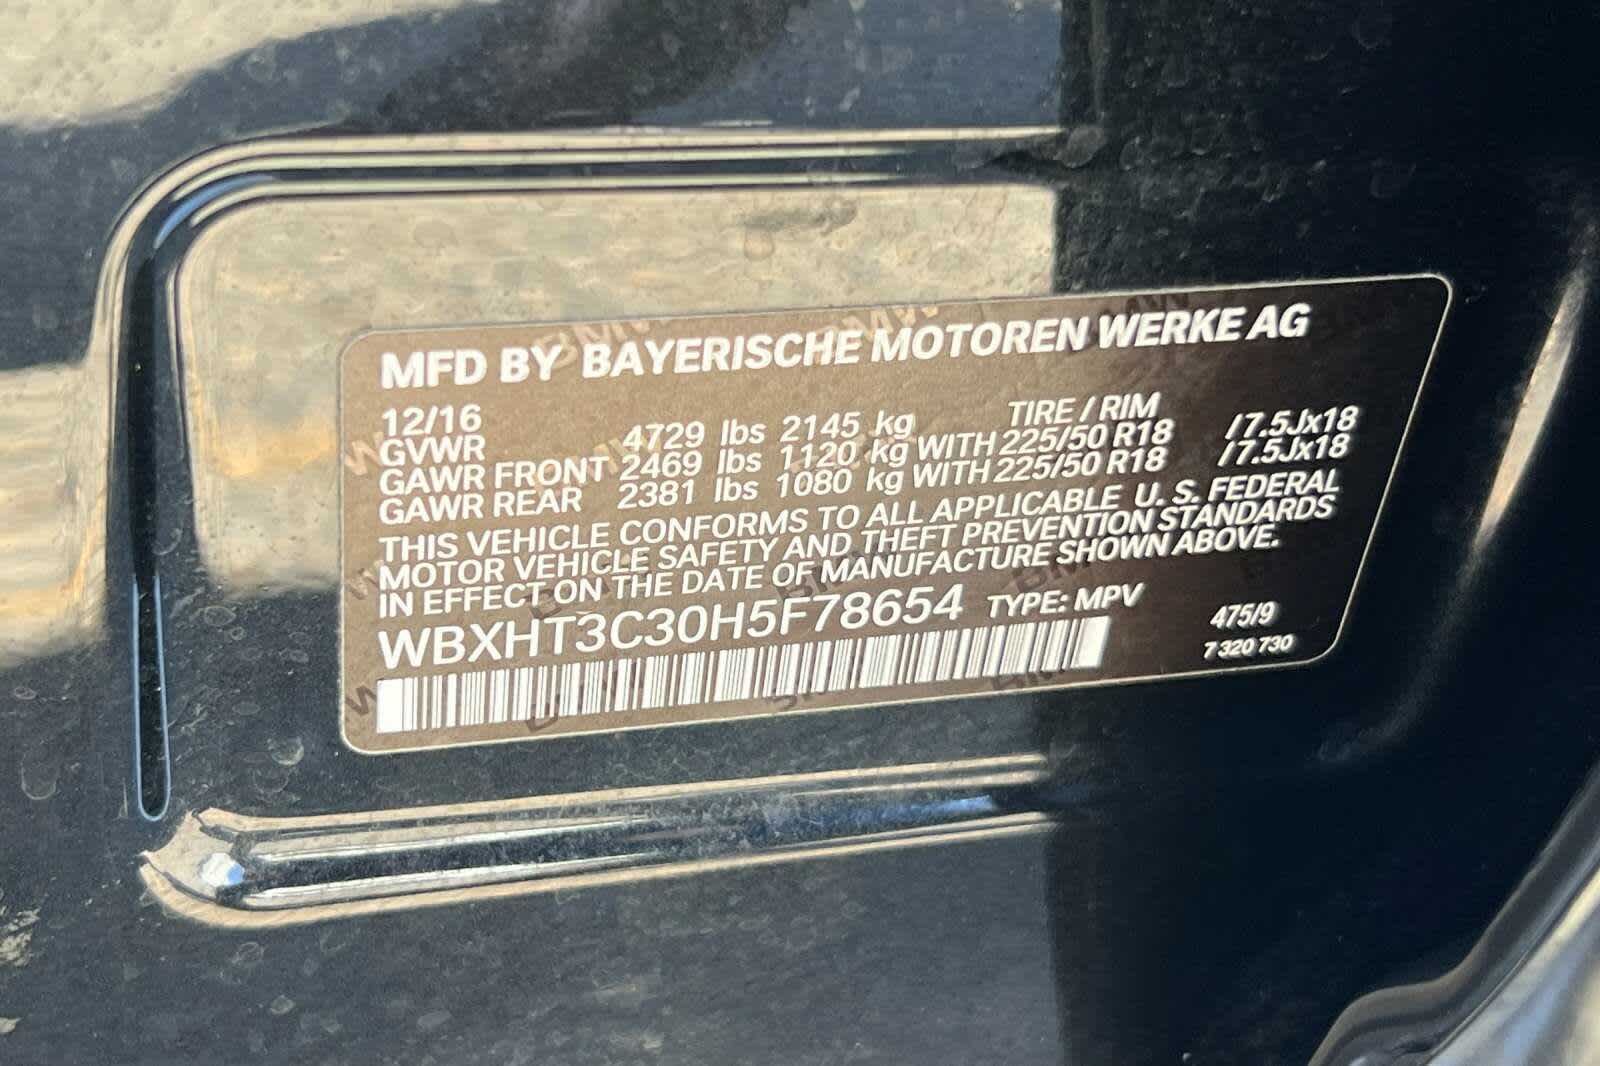 MFD BY BAYERISCHE MOTOREN WERKE AG
12/16 TIRE / RIM
GVWR 4729 lbs 2145 kg
GAWR FRONT 2469 lbs 1120 kg WITH 225/50 R18 /7.5Jx18
GAWR REAR 2381 lbs 1080 kg WITH 225/50 R18 /7.5Jx18
THIS VEHICLE CONFORMS TO ALL APPLICABLE U. S. FEDERAL
MOTOR VEHICLE SAFETY AND THEFT PREVENTION STANDARDS
IN EFFECT ON THE DATE OF MANUFACTURE SHOWN ABOVE.
WBXHT3C30H5F78654 TYPE: MPV 475/9
7 320 730